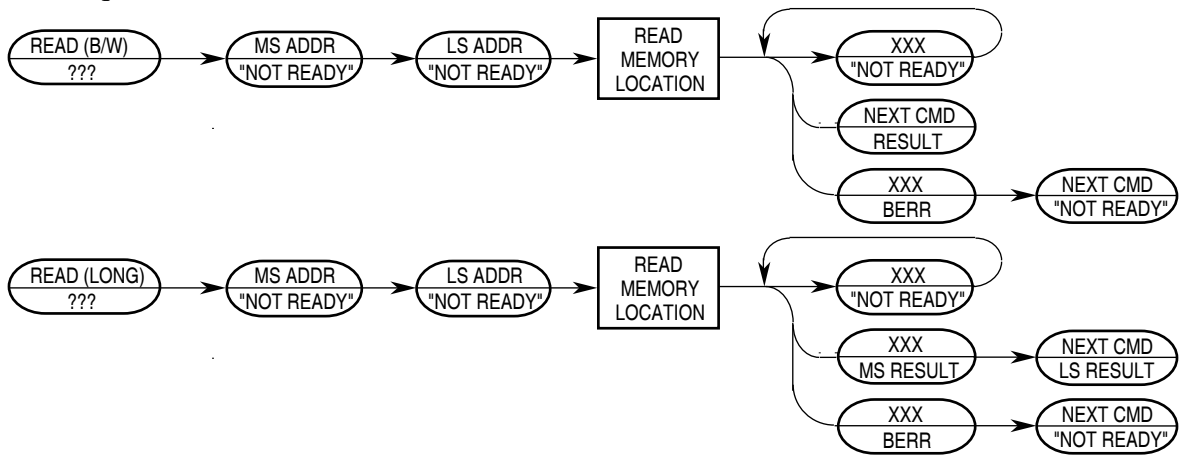 READ (B/W)
???
MS ADDR
"NOT READY"
LS ADDR
"NOT READY"
READ
MEMORY
LOCATION
XXX
"NOT READY"
NEXT CMD
RESULT
XXX
BERR
NEXT CMD
"NOT READY"
READ (LONG)
???
MS ADDR
"NOT READY"
LS ADDR
"NOT READY"
READ
MEMORY
LOCATION
XXX
"NOT READY"
XXX
MS RESULT
NEXT CMD
LS RESULT
XXX
BERR
NEXT CMD
"NOT READY"